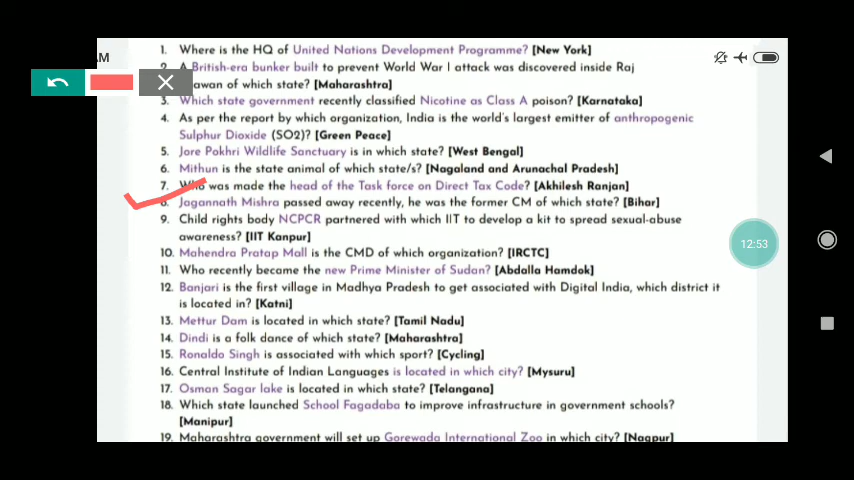 AM
1. Where is the HQ of United Nations Development Programme? [New York]
2. A British-era bunker built to prevent World War I attack was discovered inside Raj
awan of which state? [Maharashtra]
3. Which state government recently classified Nicotine as Class A poison? [Karnataka]
4. As per the report by which organization, India is the world's largest emitter of anthropogenic
Sulphur Dioxide (SO2)? [Green Peace]
5. Jore Pokhri Wildlife Sanctuary is in which state? [West Bengal]
6. Mithun is the state animal of which state/s? [Nagaland and Arunachal Pradesh]
7. Who was made the head of the Task force on Direct Tax Code? [Akhilesh Ranjan]
8. Jagannath Mishra passed away recently, he was the former CM of which state? [Bihar]
9. Child rights body NCPCR partnered with which IIT to develop a kit to spread sexual-abuse
awareness? [IIT Kanpur]
10. Mahendra Pratap Mall is the CMD of which organization? [IRCTC]
11. Who recently became the new Prime Minister of Sudan? [Abdalla Hamdok]
12. Banjari is the first village in Madhya Pradesh to get associated with Digital India, which district it
is located in? [Katni]
13. Mettur Dam is located in which state? [Tamil Nadu]
14. Dindi is a folk dance of which state? [Maharashtra]
15. Ronaldo Singh is associated with which sport? [Cycling]
16. Central Institute of Indian Languages is located in which city? [Mysuru]
17. Osman Sagar lake is located in which state? [Telangana]
18. Which state launched School Fagadaba to improve infrastructure in government schools?
[Manipur]
19. Maharashtra government will set up Gorewada International Zoo in which city? [Nagpur]
12:53